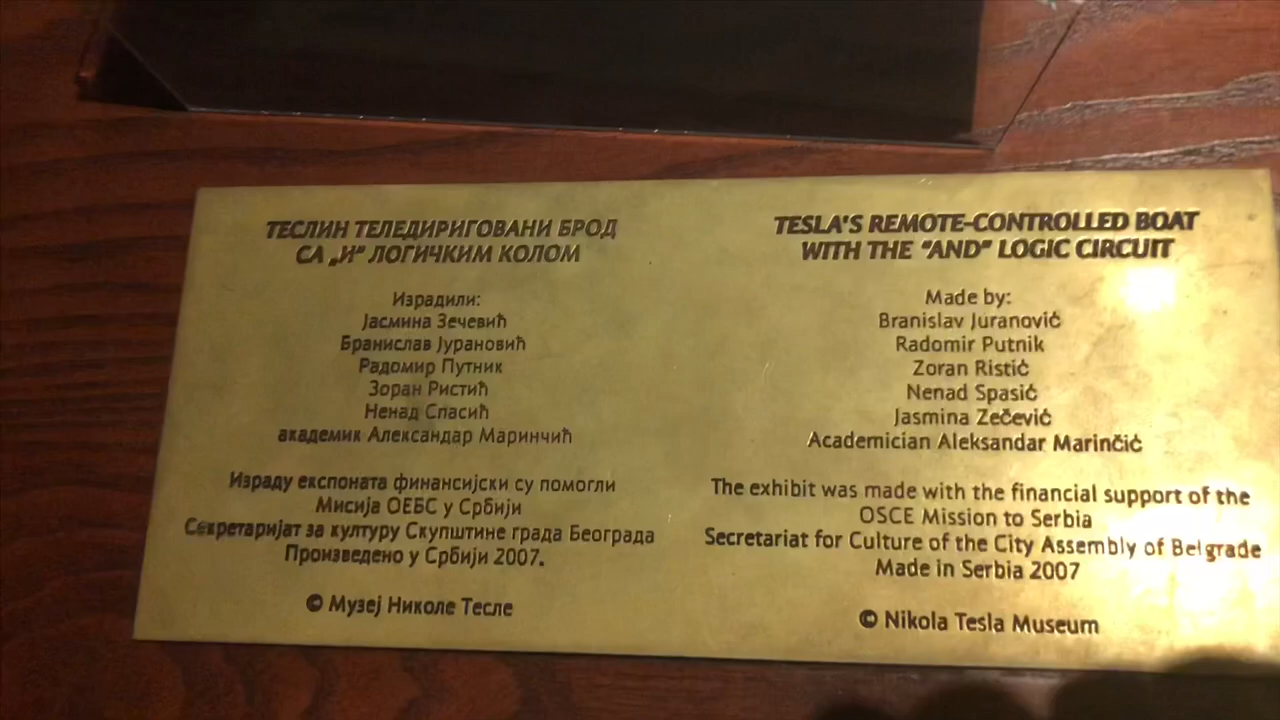 ТЕСЛИН ТЕЛЕДИРИГОВАНИ БРОД
СА „И” ЛОГИЧКИМ КОЛОМ
Израдили:
Јасмина Зечевић
Бранислав Јурановић
Радомир Путник
Зоран Ристић
Ненад Спасић
академик Александар Маринчић
Израду експоната финансијски су помогли
Мисија ОЕБС у Србији
Секретаријат за културу Скупштине града Београда
Произведено у Србији 2007.
© Музеј Николе Тесле
TESLA'S REMOTE-CONTROLLED BOAT
WITH THE “AND” LOGIC CIRCUIT
Made by:
Branislav Juranović
Radomir Putnik
Zoran Ristić
Nenad Spasić
Jasmina Zečević
Academician Aleksandar Marinčić
The exhibit was made with the financial support of the
OSCE Mission to Serbia
Secretariat for Culture of the City Assembly of Belgrade
Made in Serbia 2007
© Nikola Tesla Museum